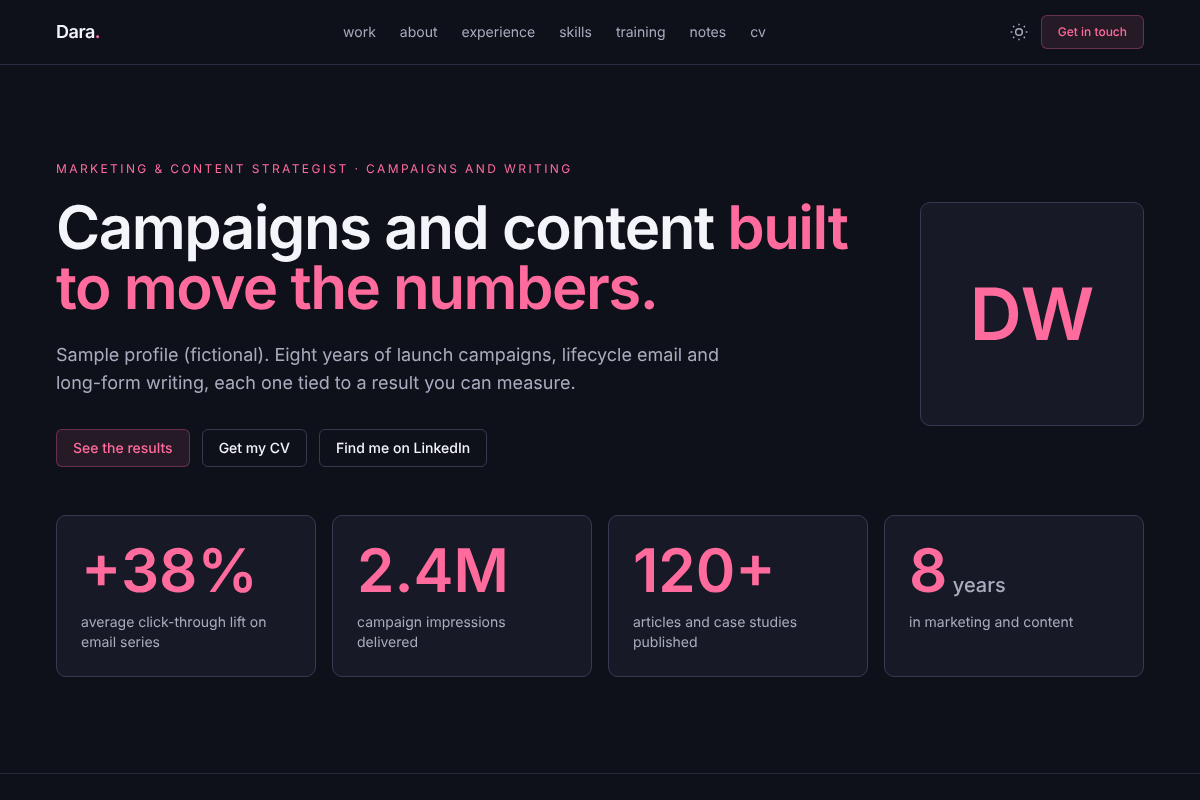 Dara.
work about experience skills training notes cv
Get in touch
MARKETING & CONTENT STRATEGIST · CAMPAIGNS AND WRITING
Campaigns and content built
to move the numbers.
DW
Sample profile (fictional). Eight years of launch campaigns, lifecycle email and
long-form writing, each one tied to a result you can measure.
See the results
Get my CV
Find me on LinkedIn
+38%
average click-through lift on
email series
2.4M
campaign impressions
delivered
120+
articles and case studies
published
8 years
in marketing and content